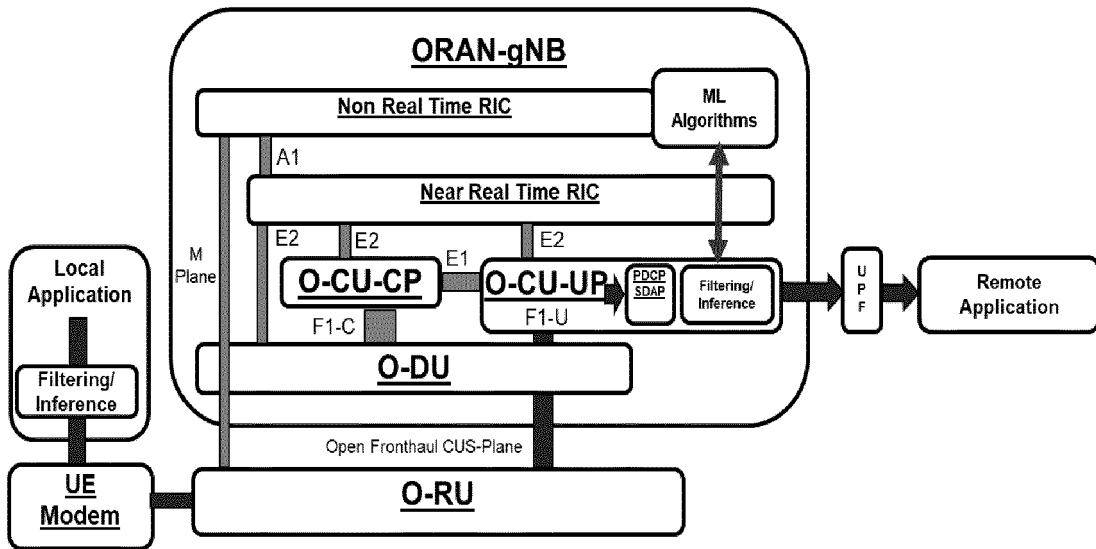 ORAN-gNB
Non Real Time RIC
ML
Algorithms
A1
Near Real Time RIC
M
Plane
E2
E2
E1
E2
Local
Application
O-CU-CP
O-CU-UP
PDCP
SDAP
Filtering/
Inference
U
P
F
Remote
Application
F1-C
F1-U
Filtering/
Inference
O-DU
Open Fronthaul CUS-Plane
UE
Modem
O-RU